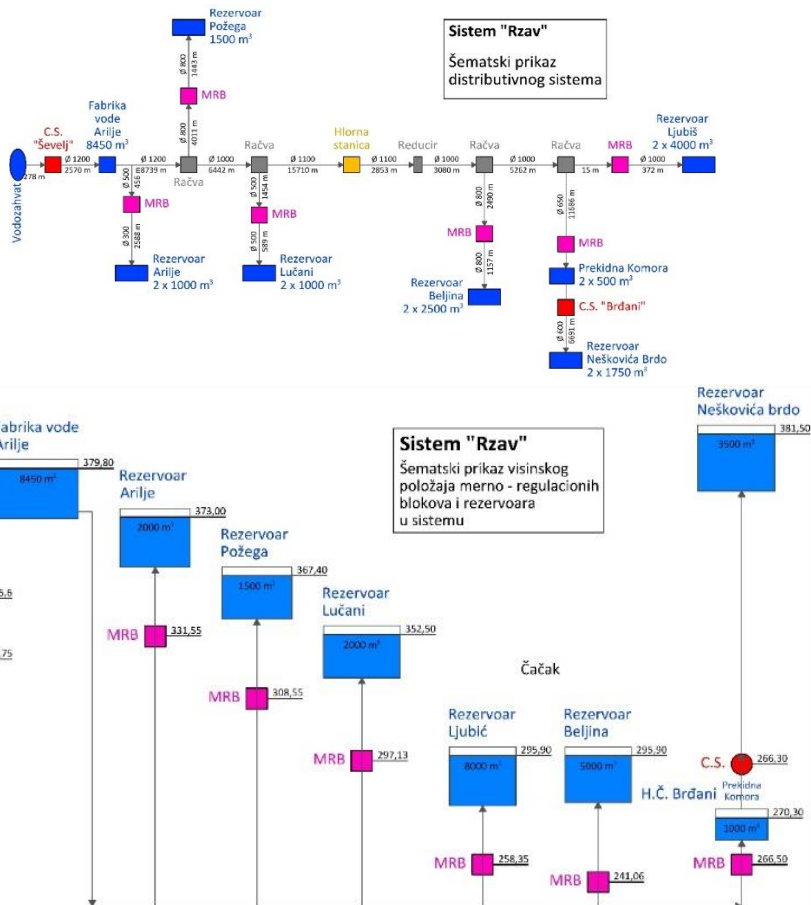 Rezervoar
Požega
1500 m³
Sistem "Rzav"
Šematski prikaz
distributivnog sistema
Ø 800
1443 m
MRB
Ø 800
4011 m
C.S.
"Ševelj"
Fabrika
vode
Arilje
8450 m³
Račva
Hlorna
stanica
Reducir
Račva
Račva
MRB
Rezervoar
Ljubiš
2 x 4000 m³
Vodozahvat
278 m
Ø 1200
2570 m
Ø 1200
8739 m
Račva
Ø 1000
6442 m
Ø 1100
15710 m
Ø 1100
2853 m
Ø 1000
3080 m
Ø 1000
5262 m
15 m
Ø 1000
372 m
Ø 500
456 m
MRB
Ø 300
2588 m
Rezervoar
Arilje
2 x 1000 m³
Ø 500
1454 m
MRB
Ø 500
589 m
Rezervoar
Lučani
2 x 1000 m³
Ø 800
2490 m
MRB
Ø 800
1157 m
Rezervoar
Beljina
2 x 2500 m³
Ø 650
11686 m
MRB
Prekidna Komora
2 x 500 m³
C.S. "Brđani"
Ø 600
6691 m
Rezervoar
Neškovića Brdo
2 x 1750 m³
Sistem "Rzav"
Šematski prikaz visinskog
položaja merno - regulacionih
blokova i rezervoara
u sistemu
Rezervoar
Neškovića brdo
381,50
3500 m³
abrika vode
Arilje
379,80
8450 m³
Rezervoar
Arilje
373,00
2000 m³
MRB
331,55
Rezervoar
Požega
367,40
1500 m³
MRB
308,55
Rezervoar
Lučani
352,50
2000 m³
MRB
297,13
Čačak
Rezervoar
Ljubić
295,90
8000 m³
MRB
258,35
Rezervoar
Beljina
295,90
5000 m³
MRB
241,06
C.S.
266,30
H.Č. Brđani
Prekidna
Komora
270,30
1000 m³
MRB
266,50